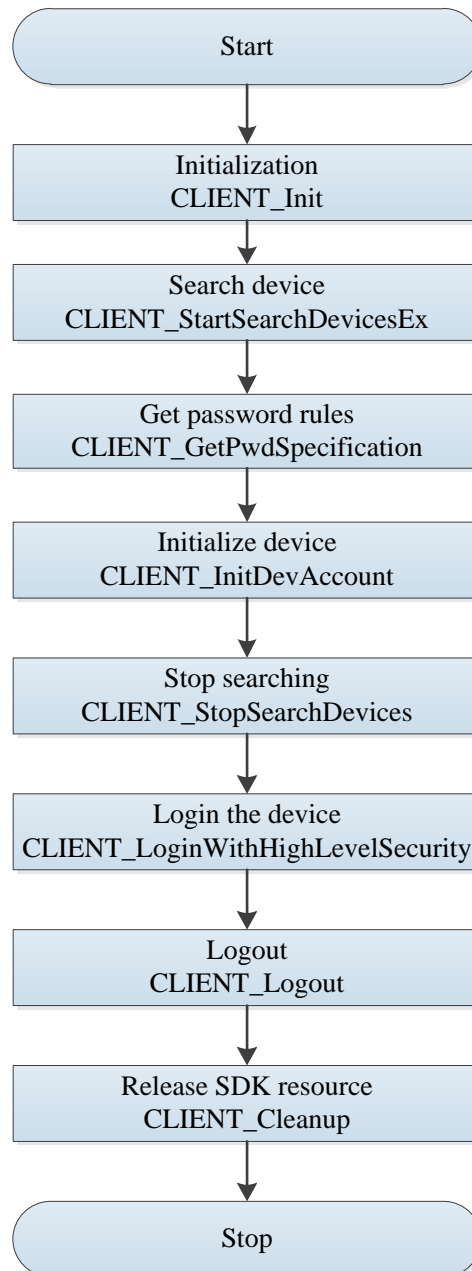 Start
Initialization
CLIENT_Init
Search device
CLIENT_StartSearchDevicesEx
Get password rules
CLIENT_GetPwdSpecification
Initialize device
CLIENT_InitDevAccount
Stop searching
CLIENT_StopSearchDevices
Login the device
CLIENT_LoginWithHighLevelSecurity
Logout
CLIENT_Logout
Release SDK resource
CLIENT_Cleanup
Stop